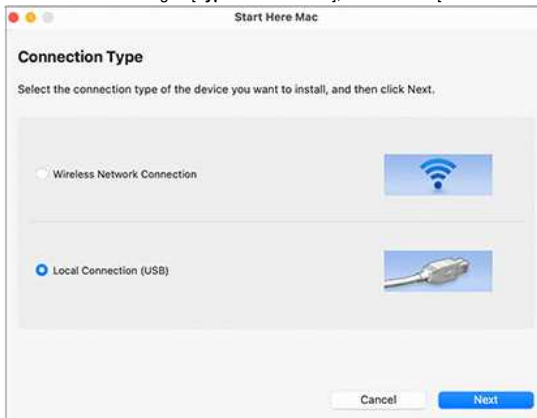 Start Here Mac
Connection Type
Select the connection type of the device you want to install, and then click Next.
Wireless Network Connection
Local Connection (USB)
Cancel
Next